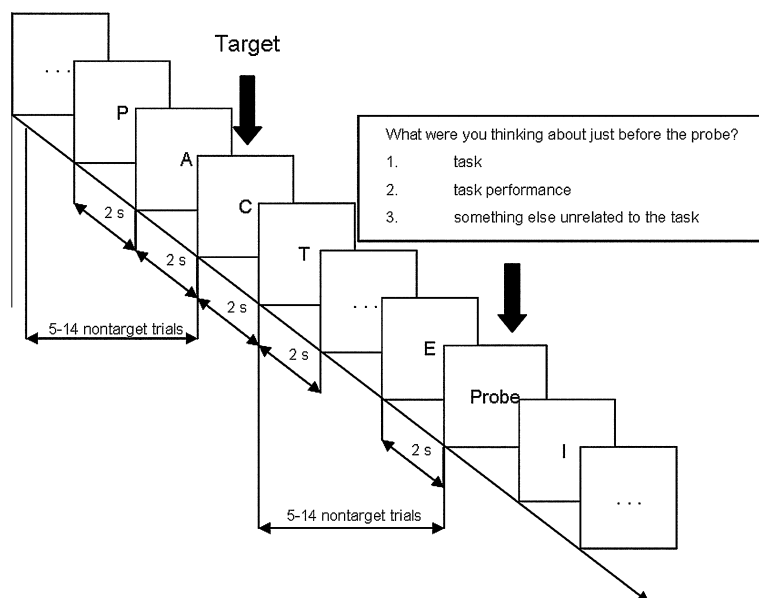 Target
...
P
A
C
T
...
E
Probe
I
...
What were you thinking about just before the probe?
1. task
2. task performance
3. something else unrelated to the task
2 s
2 s
2 s
2 s
2 s
5-14 nontarget trials
5-14 nontarget trials